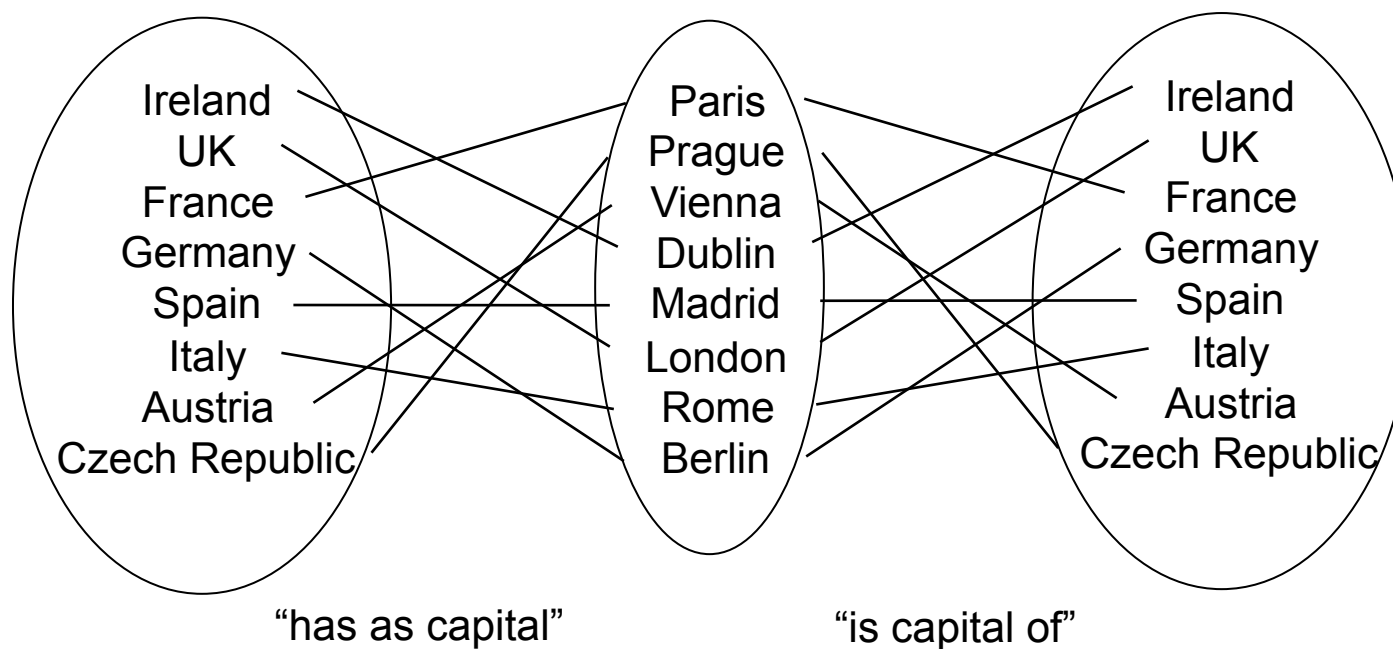 Ireland
UK
France
Germany
Spain
Italy
Austria
Czech Republic
Paris
Prague
Vienna
Dublin
Madrid
London
Rome
Berlin
Ireland
UK
France
Germany
Spain
Italy
Austria
Czech Republic
“has as capital”
“is capital of”